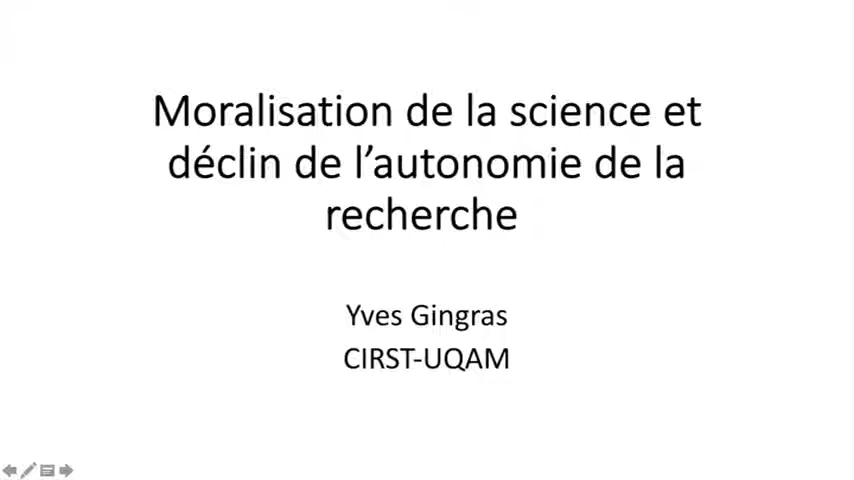 Moralisation de la science et
déclin de l’autonomie de la
recherche
Yves Gingras
CIRST-UQAM